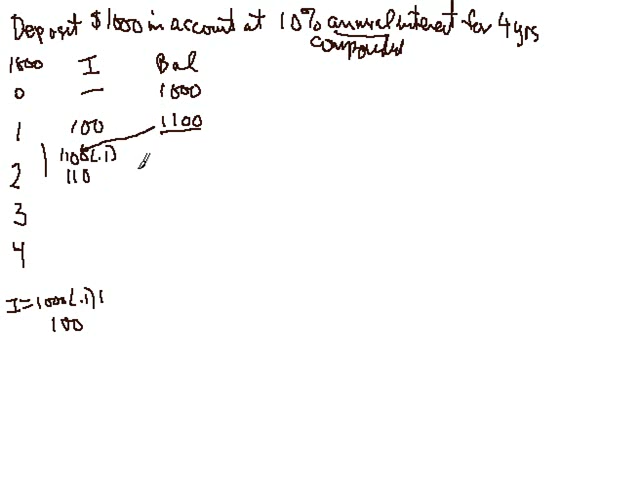 Deposit $1000 in account at 10% annual interest for 4 yrs
compounded
1000 I Bal
0 — 1000
1 100 1100
1100(.1)
2 110
3
4
I=1000(.1)1
100